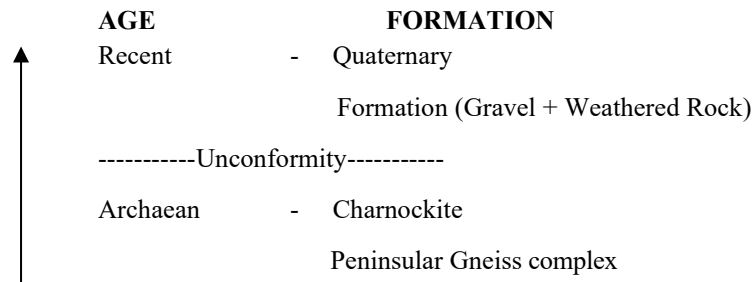 AGE FORMATION
Recent - Quaternary
Formation (Gravel + Weathered Rock)
-----------Unconformity-----------
Archaean - Charnockite
Peninsular Gneiss complex